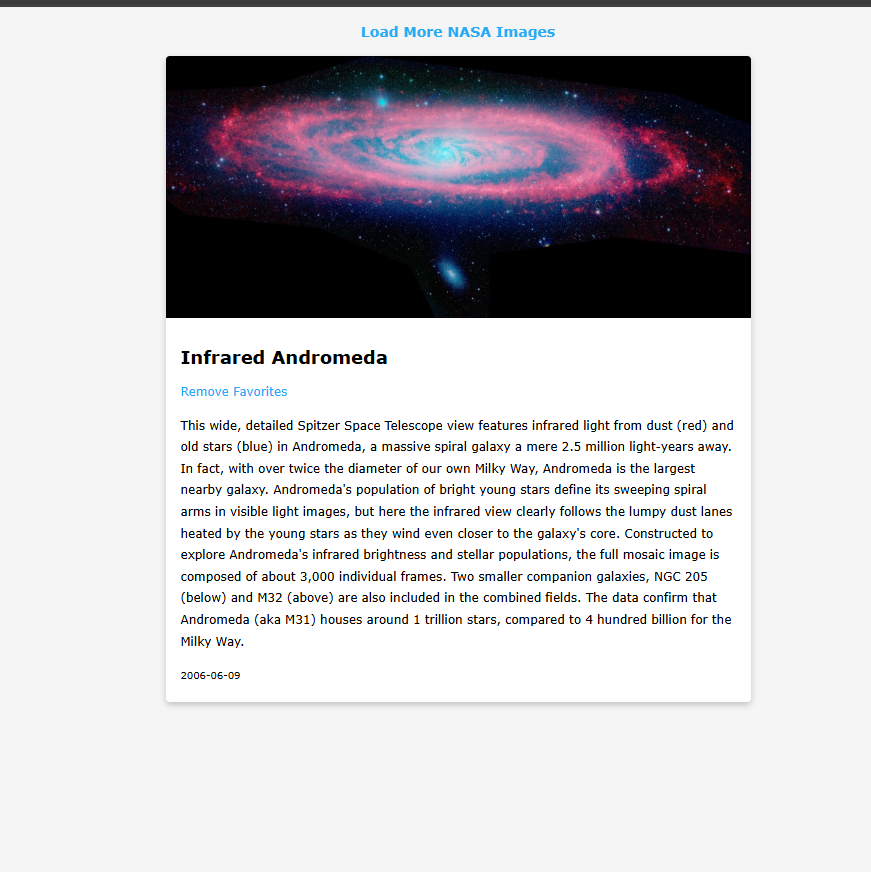 Load More NASA Images
Infrared Andromeda
Remove Favorites
This wide, detailed Spitzer Space Telescope view features infrared light from dust (red) and
old stars (blue) in Andromeda, a massive spiral galaxy a mere 2.5 million light-years away.
In fact, with over twice the diameter of our own Milky Way, Andromeda is the largest
nearby galaxy. Andromeda's population of bright young stars define its sweeping spiral
arms in visible light images, but here the infrared view clearly follows the lumpy dust lanes
heated by the young stars as they wind even closer to the galaxy's core. Constructed to
explore Andromeda's infrared brightness and stellar populations, the full mosaic image is
composed of about 3,000 individual frames. Two smaller companion galaxies, NGC 205
(below) and M32 (above) are also included in the combined fields. The data confirm that
Andromeda (aka M31) houses around 1 trillion stars, compared to 4 hundred billion for the
Milky Way.
2006-06-09